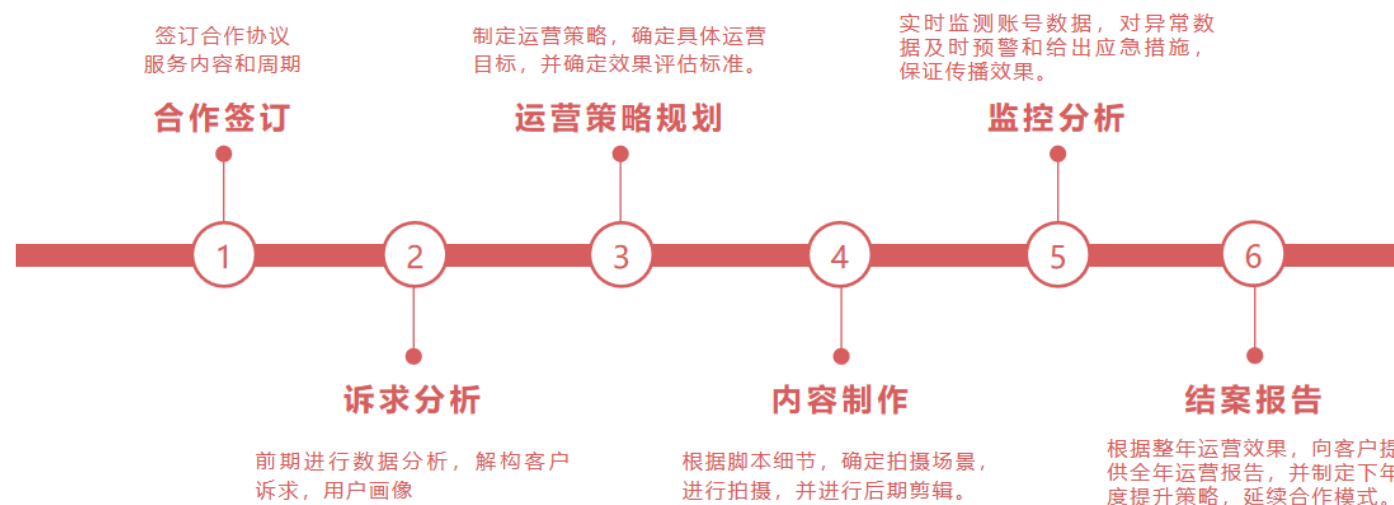 签订合作协议
服务内容和周期
合作签订
制定运营策略，确定具体运营
目标，并确定效果评估标准。
运营策略规划
实时监测账号数据，对异常数
据及时预警和给出应急措施，
保证传播效果。
监控分析
1
2
3
4
5
6
诉求分析
前期进行数据分析，解构客户
诉求，用户画像
内容制作
根据脚本细节，确定拍摄场景，
进行拍摄，并进行后期剪辑。
结案报告
根据整年运营效果，向客户提
供全年运营报告，并制定下年
度提升策略，延续合作模式。